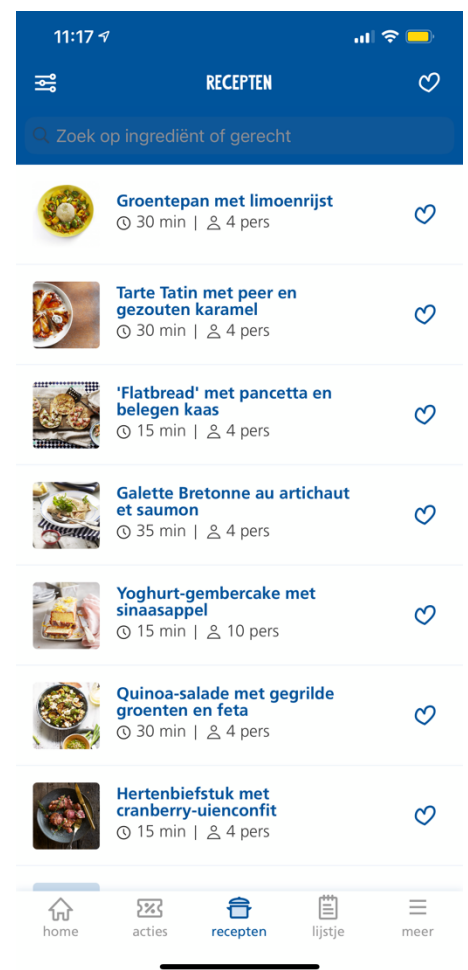 11:17
RECEPTEN
Zoek op ingrediënt of gerecht
Groentepan met limoenrijst
30 min | 4 pers
Tarte Tatin met peer en
gezouten karamel
30 min | 4 pers
'Flatbread' met pancetta en
belegen kaas
15 min | 4 pers
Galette Bretonne au artichaut
et saumon
35 min | 4 pers
Yoghurt-gembercake met
sinaasappel
15 min | 10 pers
Quinoa-salade met gegrilde
groenten en feta
30 min | 4 pers
Hertenbiefstuk met
cranberry-uienconfit
15 min | 4 pers
home acties recepten lijstje meer